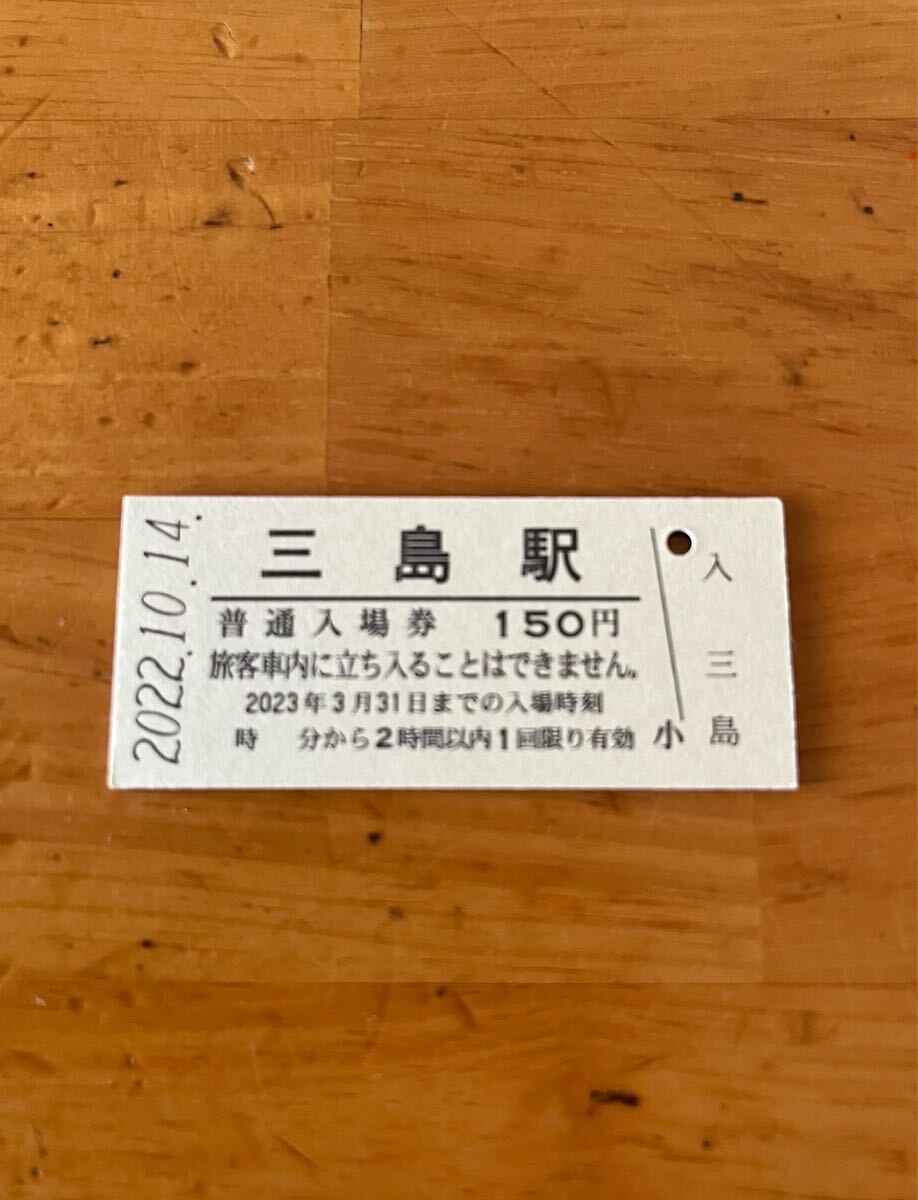 2022.10.14.
三島駅
普通入場券 150円
旅客車内に立ち入ることはできません。
2023年3月31日までの入場時刻
時 分から2時間以内1回限り有効
小
入
三
島